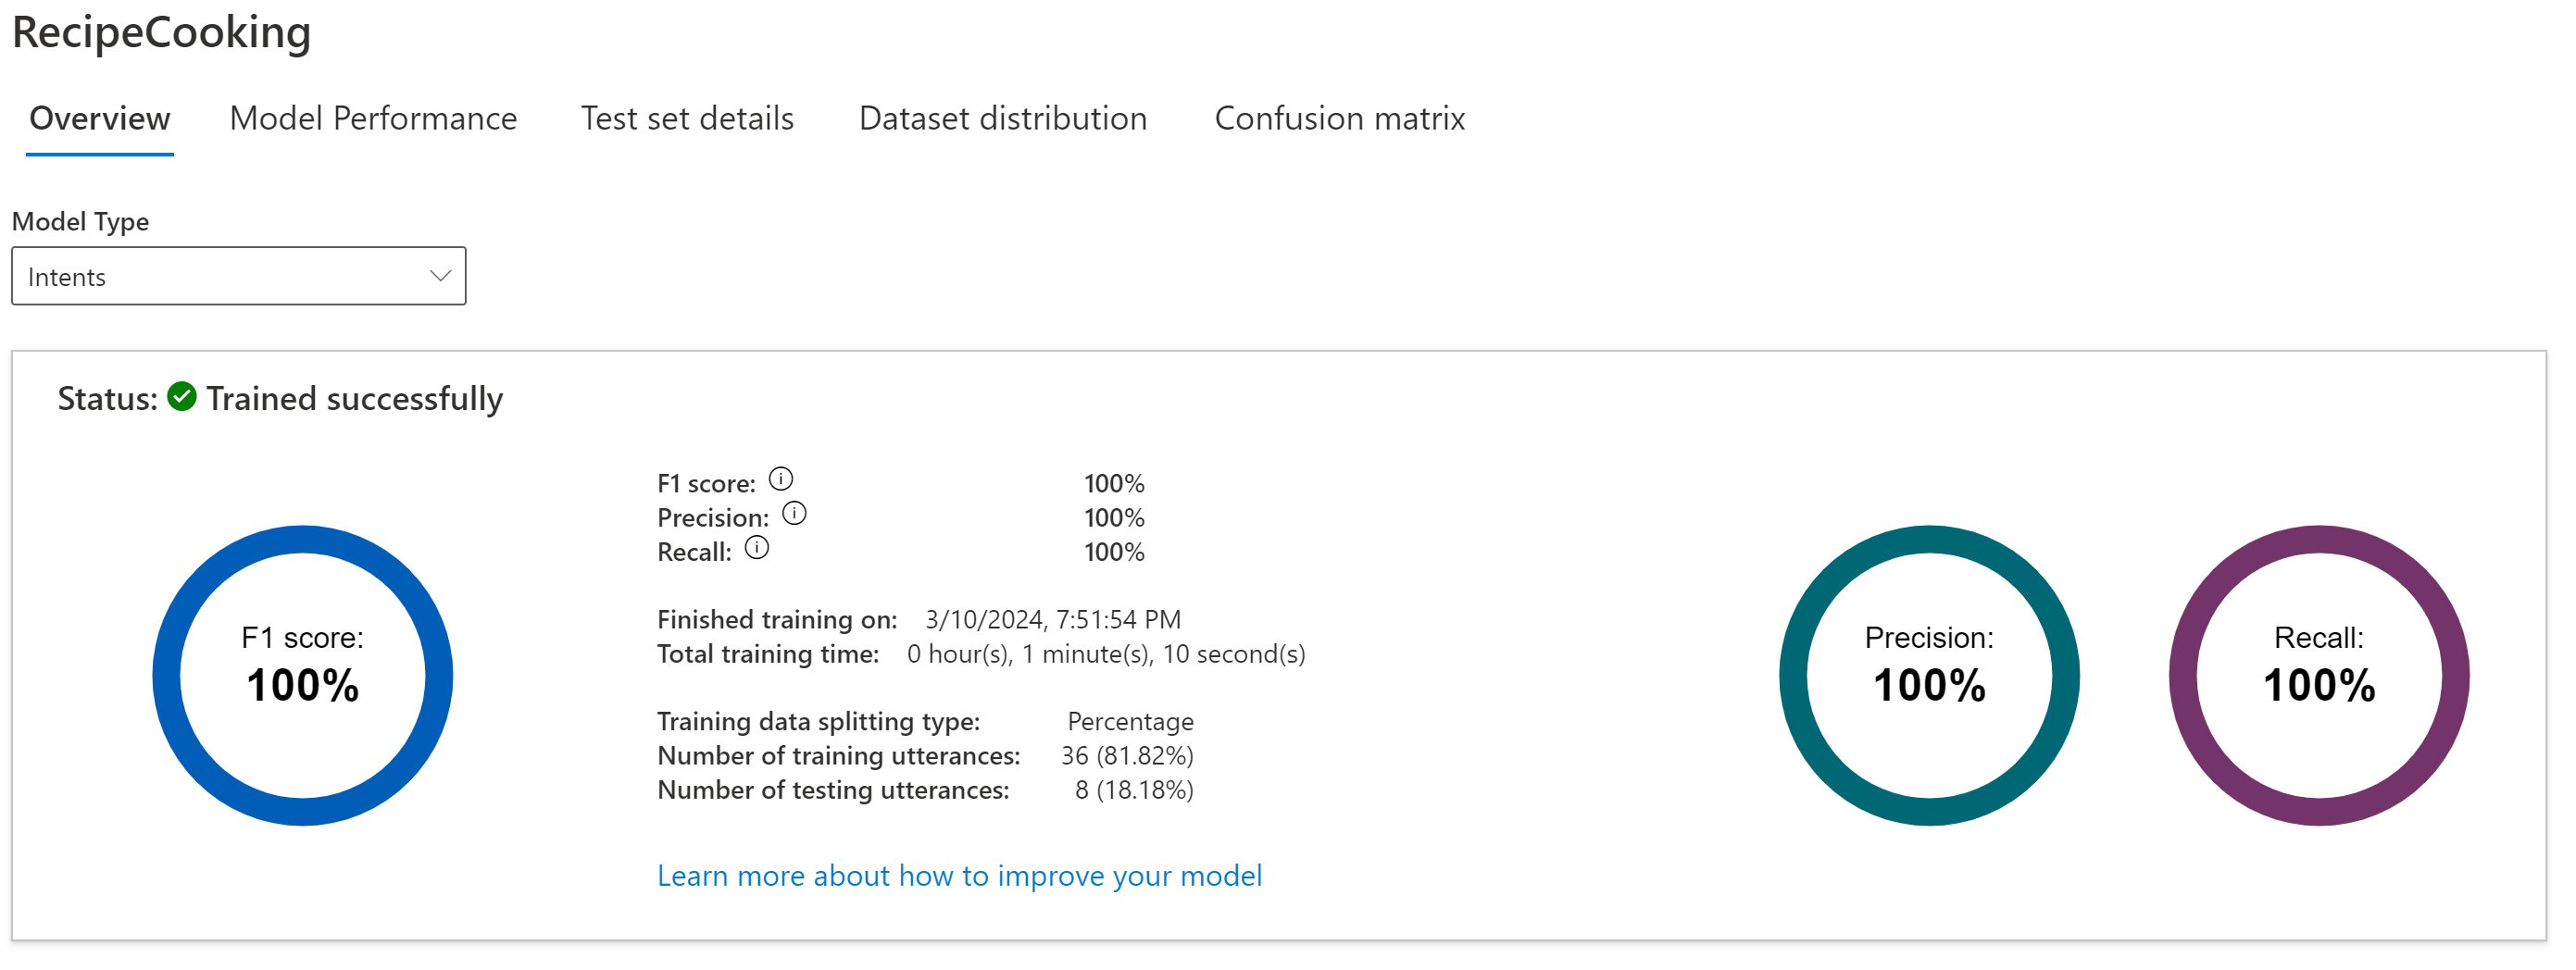 RecipeCooking
Overview Model Performance Test set details Dataset distribution Confusion matrix
Model Type
Intents
Status: Trained successfully
F1 score: 100%
Precision: 100%
Recall: 100%
Finished training on: 3/10/2024, 7:51:54 PM
Total training time: 0 hour(s), 1 minute(s), 10 second(s)
Training data splitting type: Percentage
Number of training utterances: 36 (81.82%)
Number of testing utterances: 8 (18.18%)
Learn more about how to improve your model
F1 score:
100%
Precision:
100%
Recall:
100%